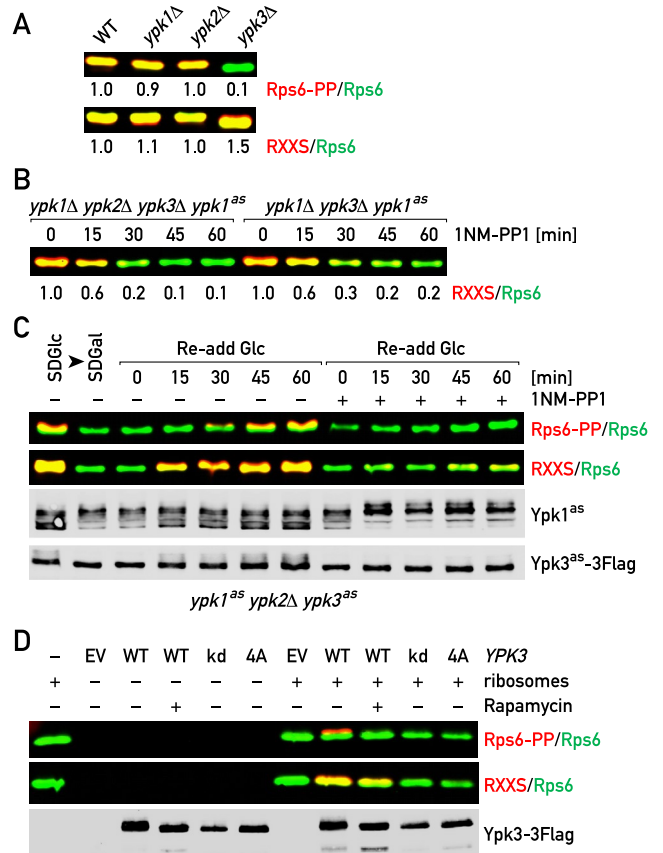 A
WT ypk1Δ ypk2Δ ypk3Δ
1.0 0.9 1.0 0.1 Rps6-PP/Rps6
1.0 1.1 1.0 1.5 RXXS/Rps6
B
ypk1Δ ypk2Δ ypk3Δ ypk1as ypk1Δ ypk3Δ ypk1as
0 15 30 45 60 0 15 30 45 60 1NM-PP1 [min]
1.0 0.6 0.2 0.1 0.1 1.0 0.6 0.3 0.2 0.2 RXXS/Rps6
C
SDGlc ➤ SDGal Re-add Glc Re-add Glc
0 15 30 45 60 0 15 30 45 60 [min]
– – – – – – – + + + + + 1NM-PP1
Rps6-PP/Rps6
RXXS/Rps6
Ypk1as
Ypk3as-3Flag
ypk1as ypk2Δ ypk3as
D
– EV WT WT kd 4A EV WT WT kd 4A YPK3
+ – – – – – + + + + + ribosomes
– – – + – – – – + – – Rapamycin
Rps6-PP/Rps6
RXXS/Rps6
Ypk3-3Flag